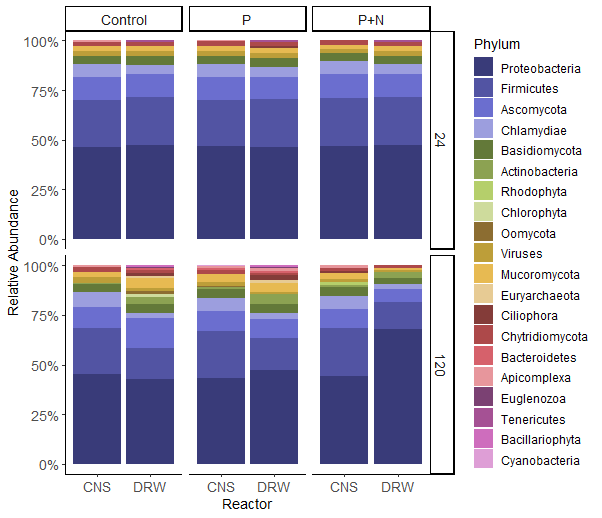 Control P P+N
100%
75%
50%
25%
0%
24
100%
75%
50%
25%
0%
120
CNS DRW CNS DRW CNS DRW
Reactor
Relative Abundance
Phylum
Proteobacteria
Firmicutes
Ascomycota
Chlamydiae
Basidiomycota
Actinobacteria
Rhodophyta
Chlorophyta
Oomycota
Viruses
Mucoromycota
Euryarchaeota
Ciliophora
Chytridiomycota
Bacteroidetes
Apicomplexa
Euglenozoa
Tenericutes
Bacillariophyta
Cyanobacteria